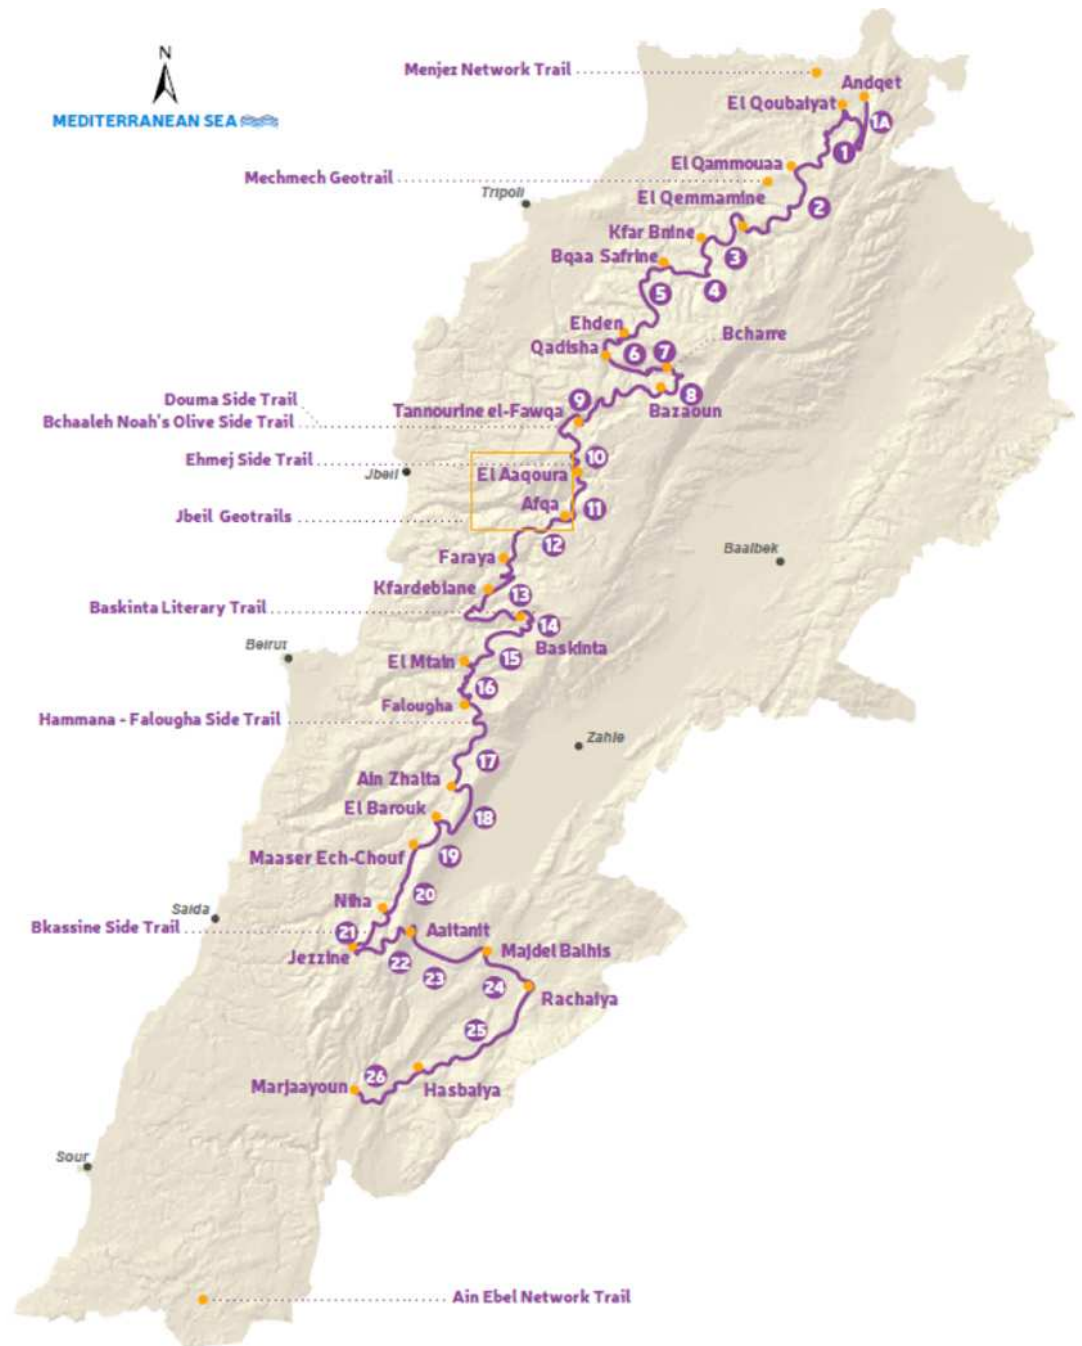 N
MEDITERRANEAN SEA
Menjez Network Trail
Andqet
El Qoubaiyat
1A
1
El Qammouaa
Mechmech Geotrail
Tripoli
El Qemmamine
2
Kfar Bnine
3
Bqaa Safrine
4
5
Ehden
Bcharre
Qadisha
6
7
8
Bazaoun
Douma Side Trail
9
Tannourine el-Fawqa
Bchaaleh Noah's Olive Side Trail
10
Ehmej Side Trail
Jbeil
El Aaqoura
Afqa
11
Jbeil Geotrails
12
Baalbek
Faraya
Kfardebiane
13
Baskinta Literary Trail
14
Baskinta
Beirut
El Mtain
15
16
Falougha
Hammana - Falougha Side Trail
Zahle
17
Ain Zhalta
El Barouk
18
19
Maaser Ech-Chouf
20
Niha
Saida
Bkassine Side Trail
21
Aaitanit
Jezzine
22
Majdel Balhis
23
24
Rachaiya
25
26
Marjaayoun
Hasbaiya
Sour
Ain Ebel Network Trail